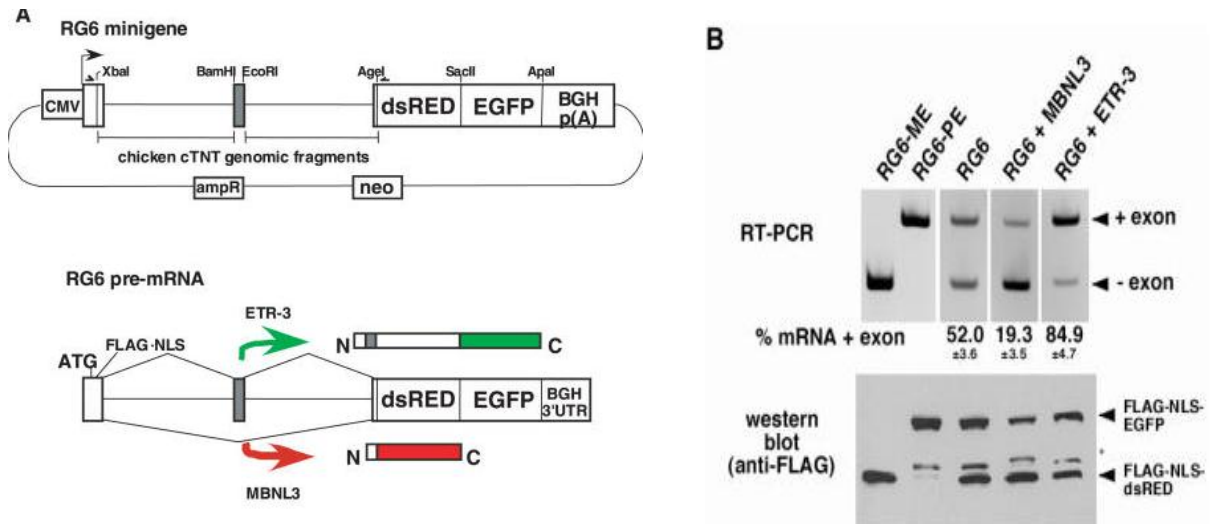 A
RG6 minigene
XbaI
BamHI
EcoRI
AgeI
SacII
ApaI
CMV
dsRED
EGFP
BGH
p(A)
chicken cTNT genomic fragments
ampR
neo
RG6 pre-mRNA
ETR-3
FLAG·NLS
ATG
N
C
dsRED
EGFP
BGH
3'UTR
N
C
MBNL3
B
RG6-ME
RG6-PE
RG6
RG6 + MBNL3
RG6 + ETR-3
RT-PCR
+ exon
- exon
% mRNA + exon
52.0
19.3
84.9
±3.6
±3.5
±4.7
western
blot
(anti-FLAG)
FLAG-NLS-
EGFP
*
FLAG-NLS-
dsRED